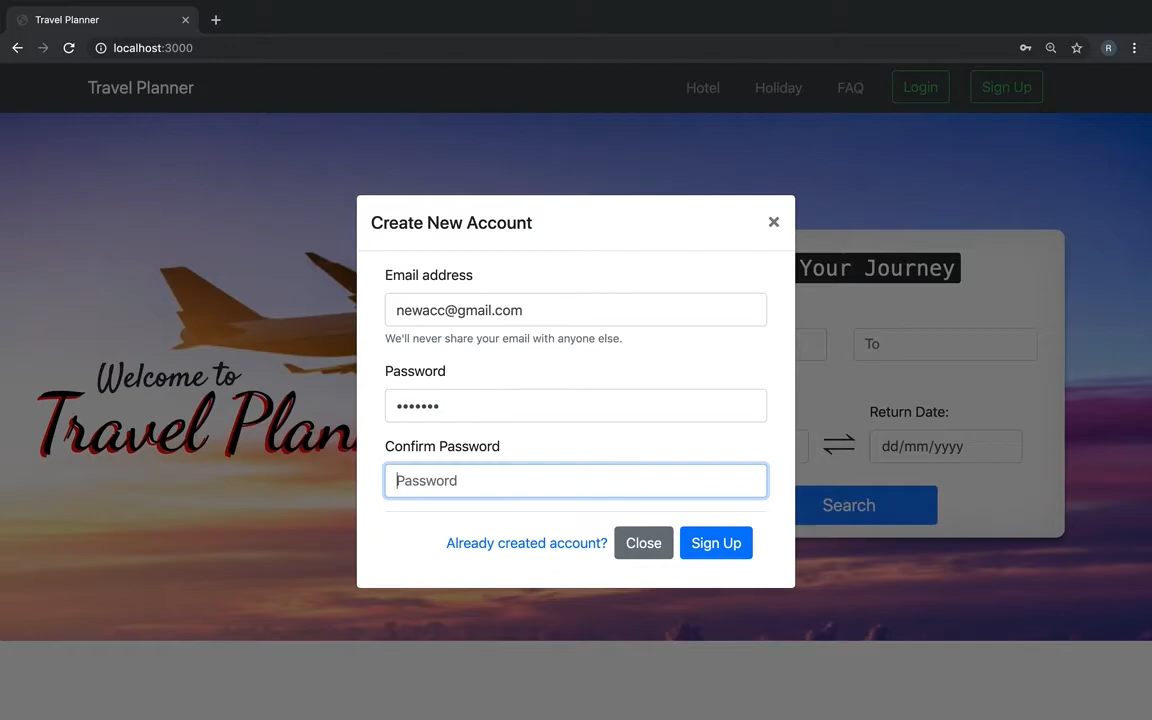 Travel Planner
localhost:3000
R
Travel Planner
Hotel
Holiday
FAQ
Login
Sign Up
Create New Account
Email address
newacc@gmail.com
We'll never share your email with anyone else.
Password
•••••••
Confirm Password
Password
Already created account?
Close
Sign Up
Welcome to
Travel Plan
Your Journey
To
Return Date:
dd/mm/yyyy
Search